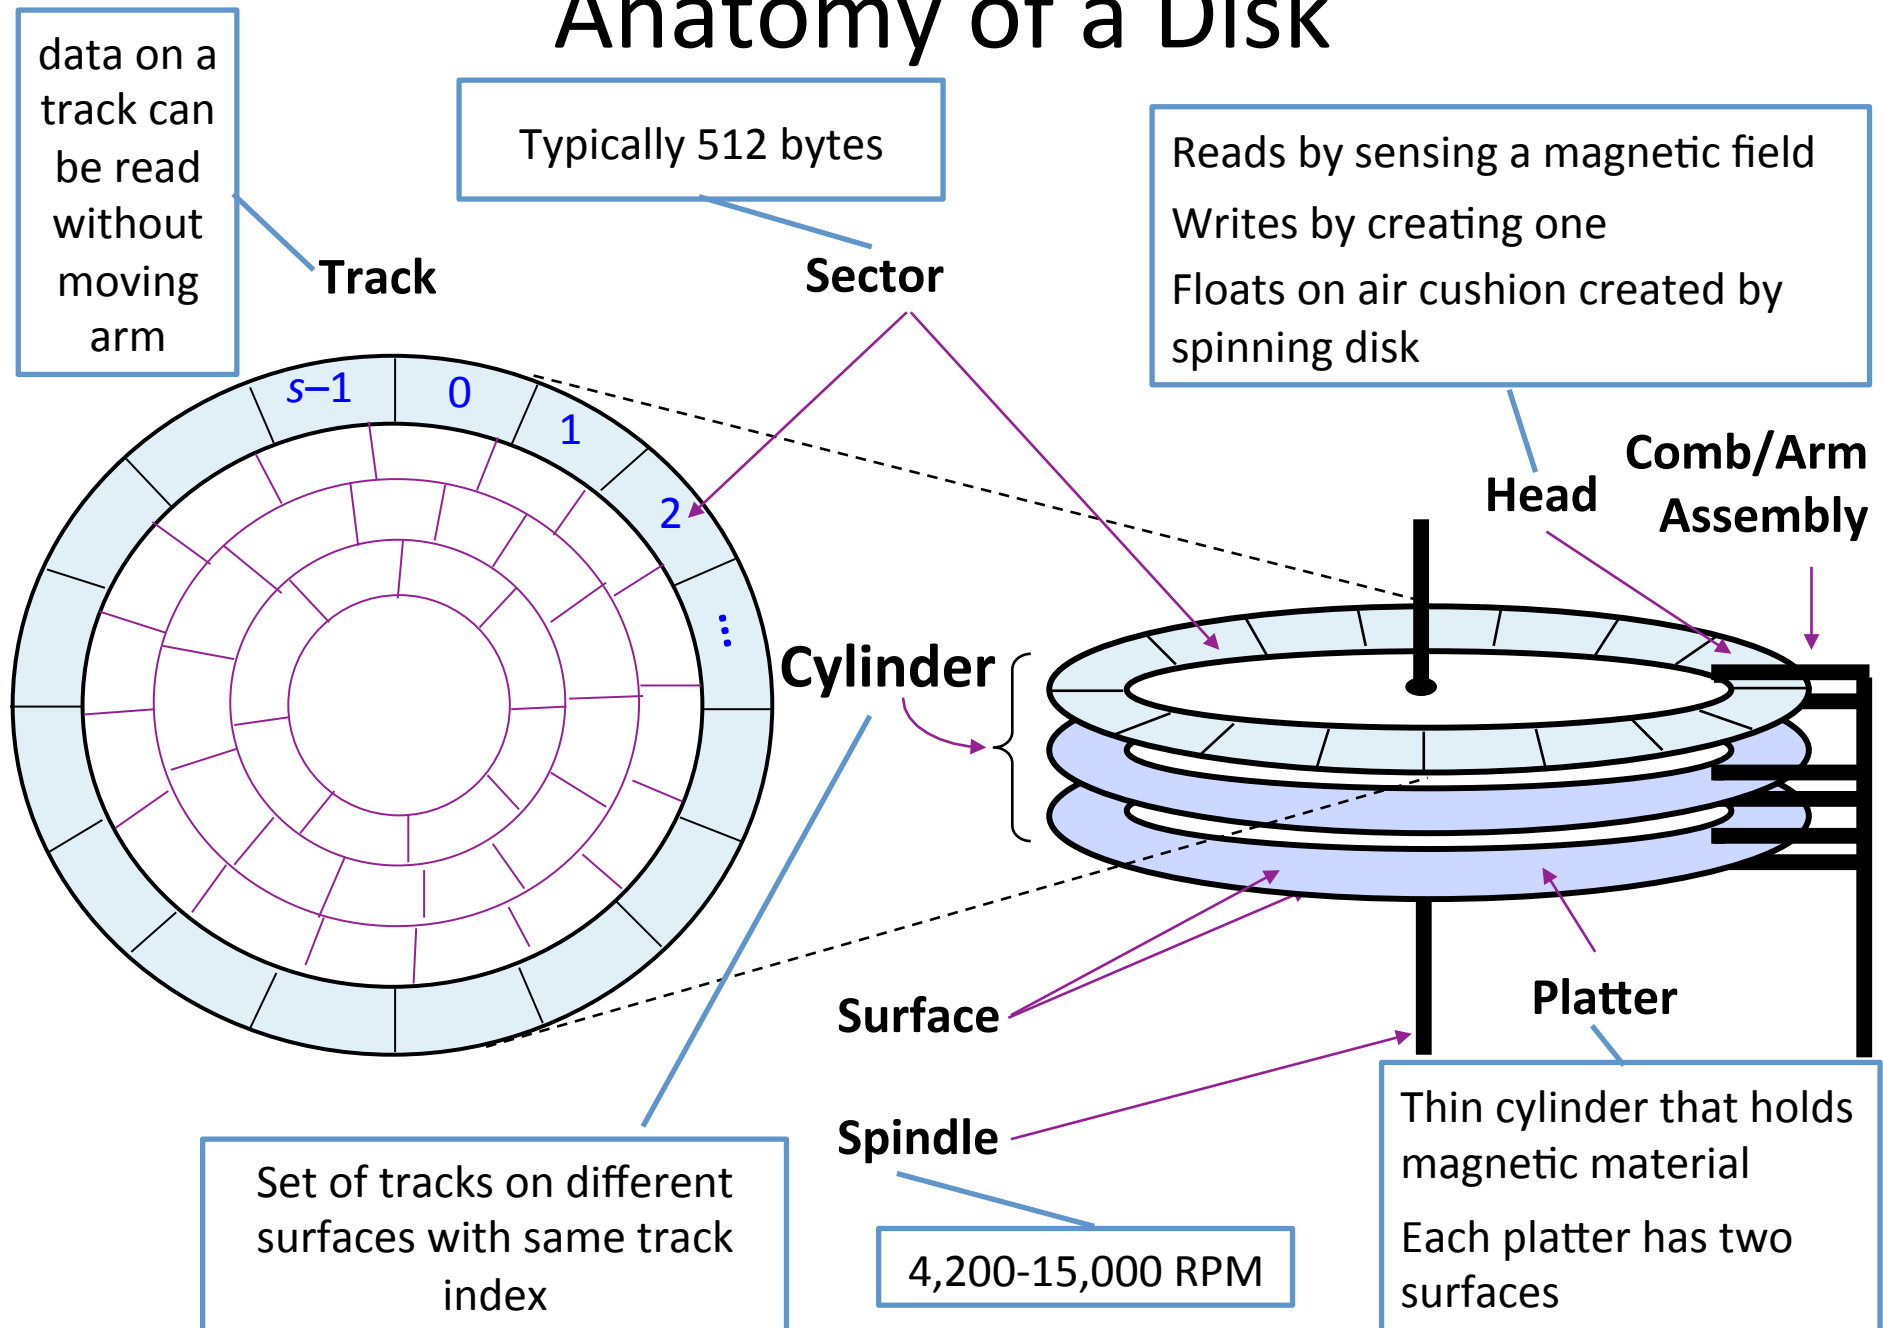 Anatomy of a Disk
data on a
track can
be read
without
moving
arm
Typically 512 bytes
Reads by sensing a magnetic field
Writes by creating one
Floats on air cushion created by
spinning disk
Track
Sector
Head
Comb/Arm
Assembly
s–1
0
1
2
...
Cylinder
Surface
Platter
Spindle
Set of tracks on different
surfaces with same track
index
4,200-15,000 RPM
Thin cylinder that holds
magnetic material
Each platter has two
surfaces